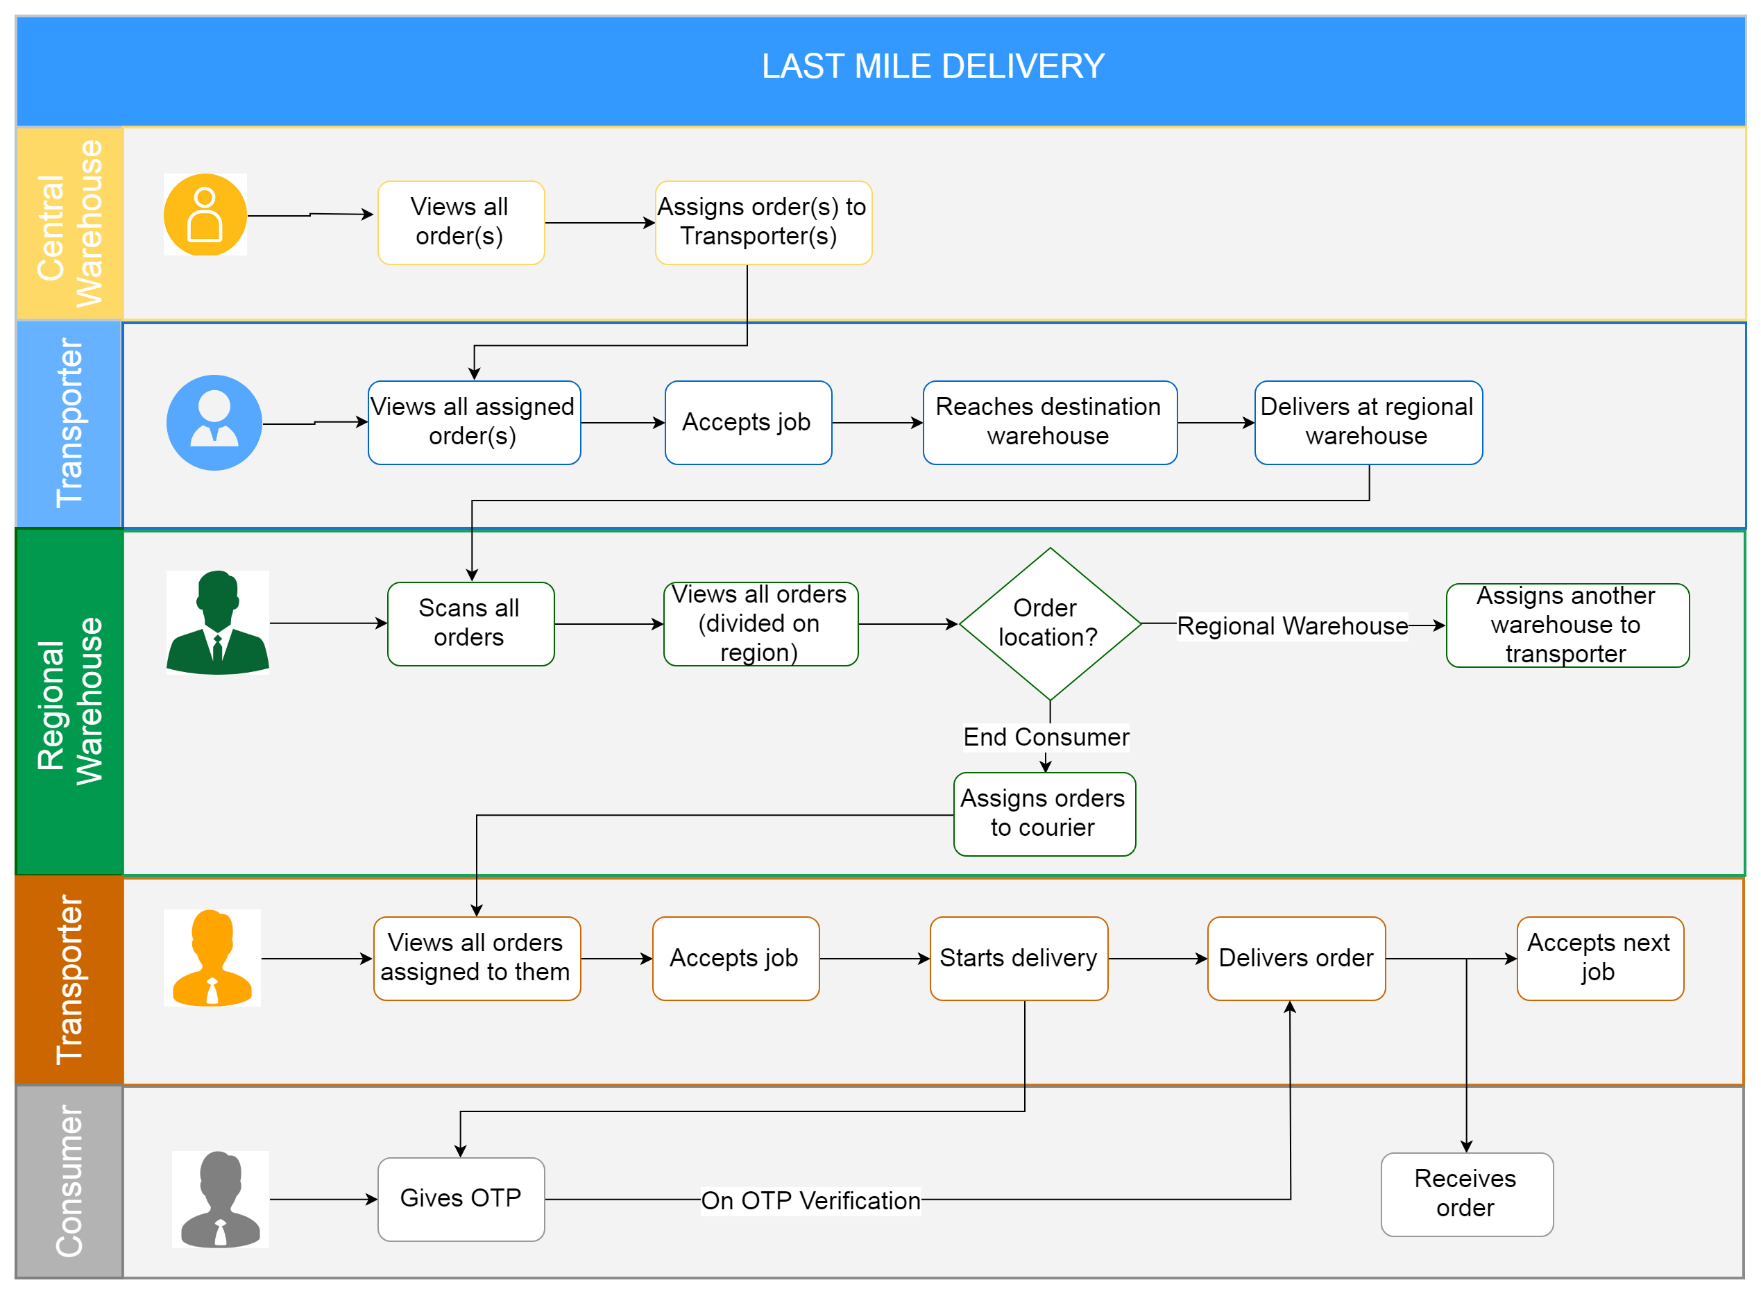 LAST MILE DELIVERY
Central
Warehouse
Views all
order(s)
Assigns order(s) to
Transporter(s)
Transporter
Views all assigned
order(s)
Accepts job
Reaches destination
warehouse
Delivers at regional
warehouse
Regional
Warehouse
Scans all
orders
Views all orders
(divided on
region)
Order
location?
Regional Warehouse
Assigns another
warehouse to
transporter
End Consumer
Assigns orders
to courier
Transporter
Views all orders
assigned to them
Accepts job
Starts delivery
Delivers order
Accepts next
job
Consumer
Gives OTP
On OTP Verification
Receives
order